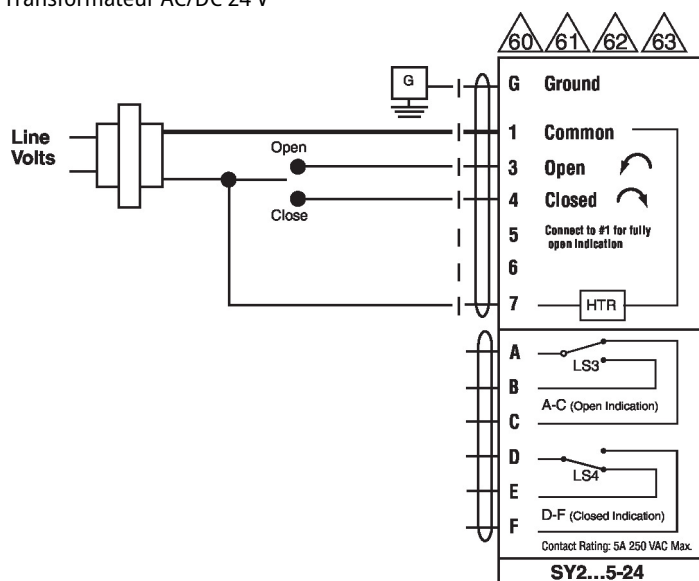 Transformateur AC/DC 24 V
60 61 62 63
G
G Ground
Line
Volts
1 Common
Open
3 Open
4 Closed
Close
5 Connect to #1 for fully
open indication
6
7 HTR
A
LS3
B
A-C (Open Indication)
C
D
LS4
E
D-F (Closed Indication)
F
Contact Rating: 5A 250 VAC Max.
SY2...5-24